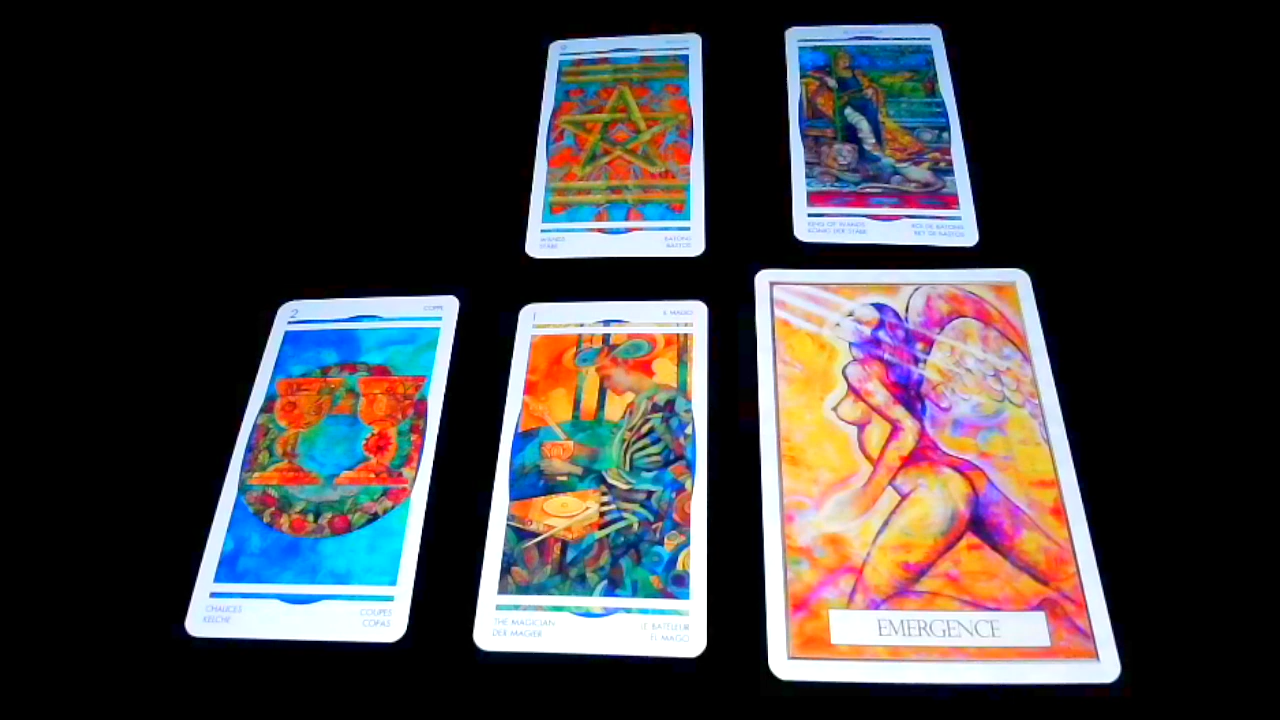 WANDS
STÄBE
BATONS
BASTOS
KING OF WANDS
KÖNIG DER STÄBE
ROI DE BATONS
REY DE BASTOS
2
COPPE
CHALICES
KELCHE
COUPES
COPAS
I
IL MAGO
THE MAGICIAN
DER MAGIER
LE BATELEUR
EL MAGO
EMERGENCE